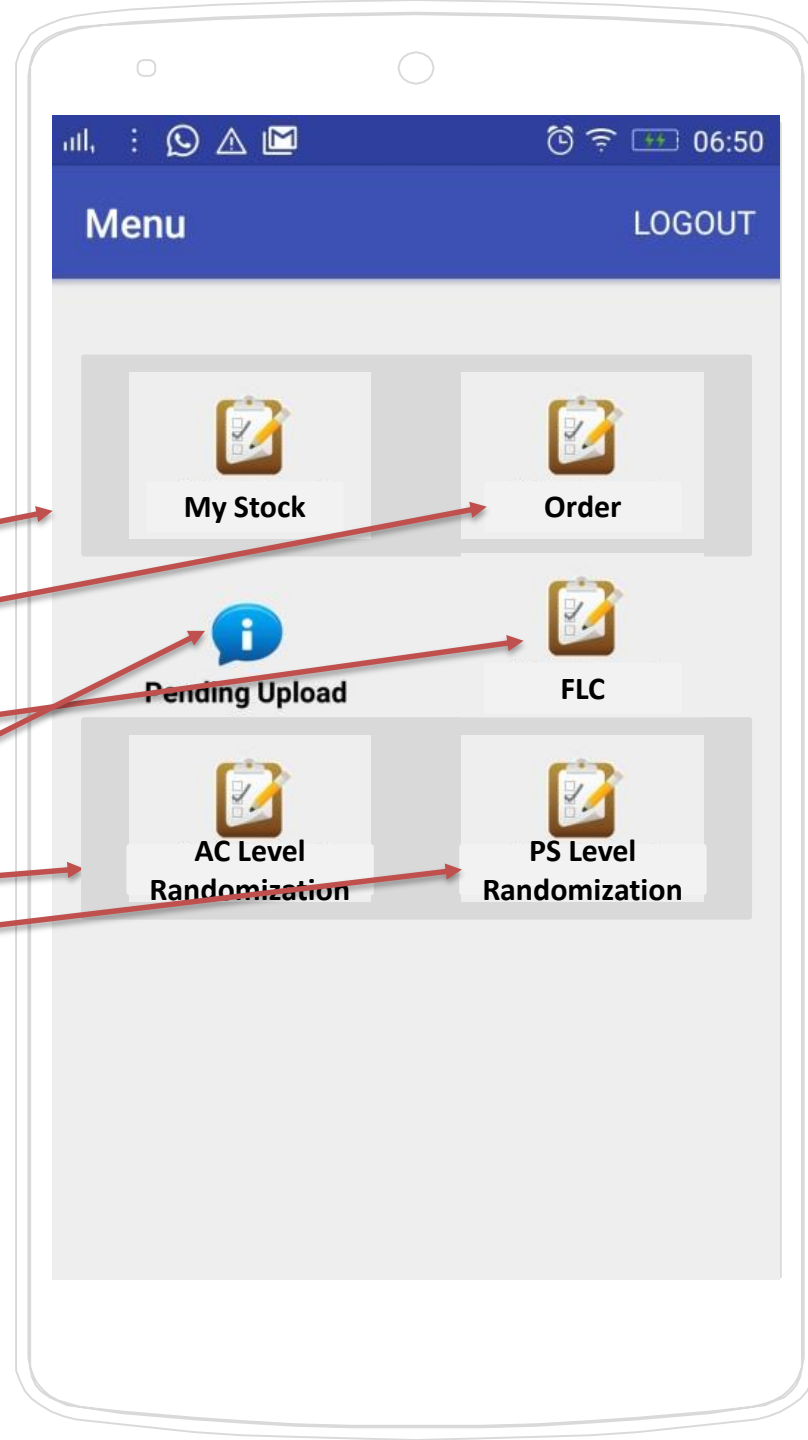 06:50
Menu LOGOUT
My Stock Order
Pending Upload FLC
AC Level PS Level
Randomization Randomization